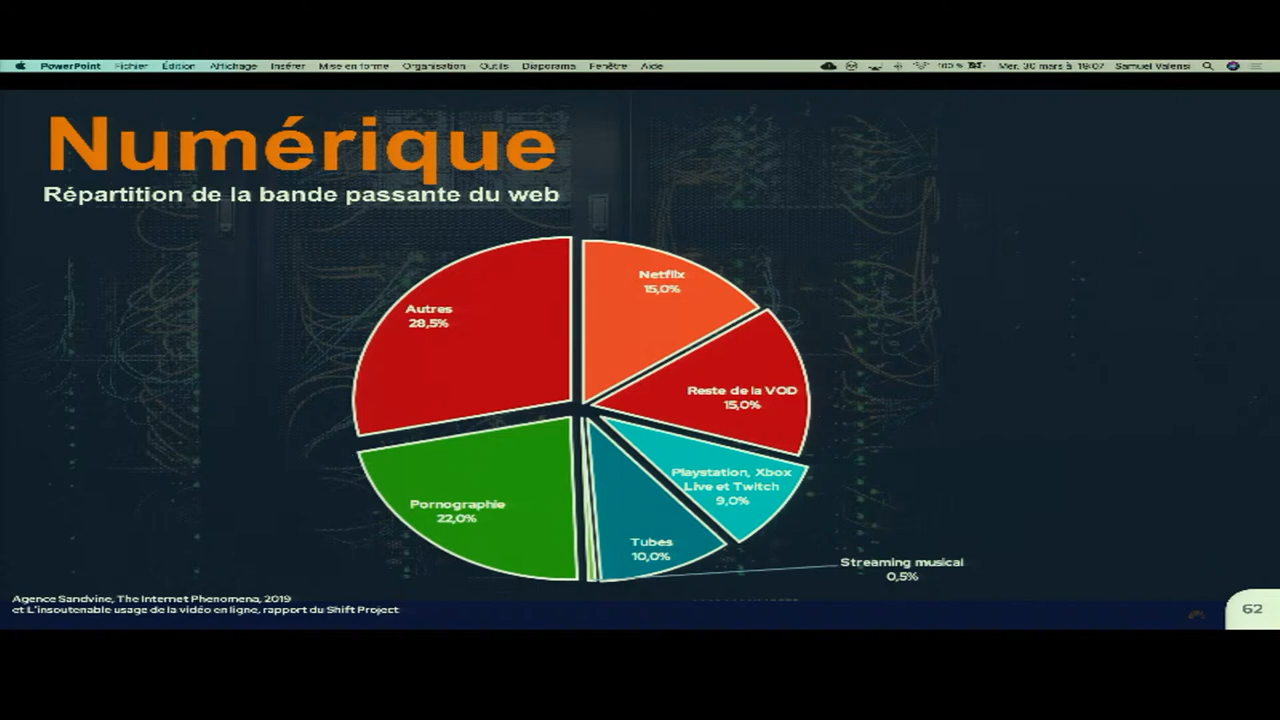 PowerPoint Fichier Édition Affichage Insérer Mise en forme Organisation Outils Diaporama Fenêtre Aide
100 % Mer. 30 mars à 19:07 Samuel Valensi
Numérique
Répartition de la bande passante du web
Netflix
15,0%
Autres
28,5%
Reste de la VOD
15,0%
Playstation, Xbox
Live et Twitch
9,0%
Pornographie
22,0%
Tubes
10,0%
Streaming musical
0,5%
Agence Sandvine, The Internet Phenomena, 2019
et L'insoutenable usage de la vidéo en ligne, rapport du Shift Project
62